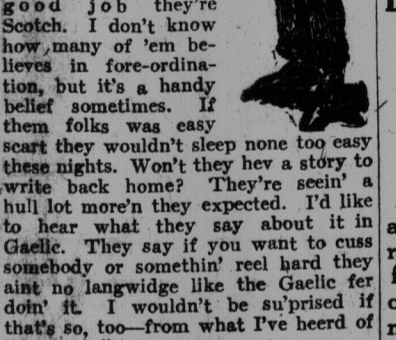 good job they're
Scotch. I don't know
how many of 'em be-
lieves in fore-ordina-
tion, but it's a handy
belief sometimes. If
them folks was easy
scart they wouldn't sleep none too easy
these nights. Won't they hev a story to
write back home? They're seein' a
hull lot more'n they expected. I'd like
to hear what they say about it in
Gaelic. They say if you want to cuss
somebody or somethin' reel hard they
aint no langwidge like the Gaelic fer
doin' it. I wouldn't be su'prised if
that's so, too—from what I've heerd of